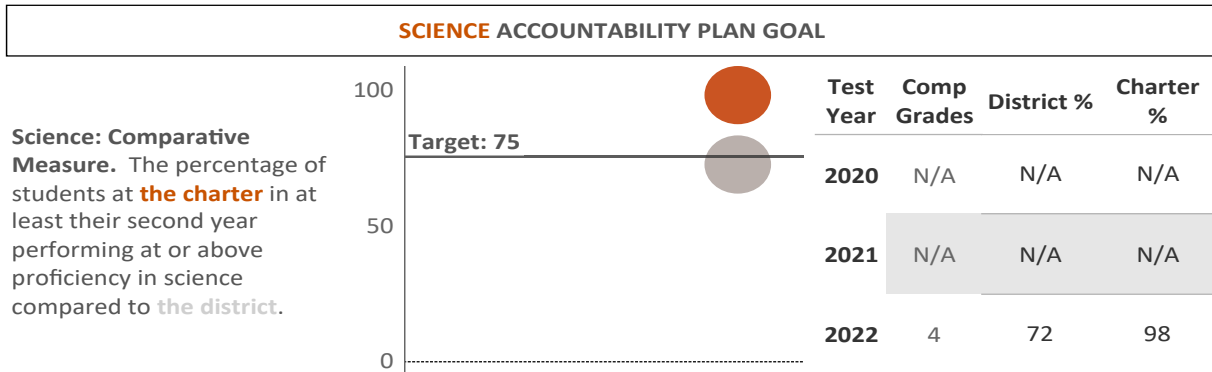 SCIENCE ACCOUNTABILITY PLAN GOAL
Science: Comparative
Measure. The percentage of
students at the charter in at
least their second year
performing at or above
proficiency in science
compared to the district.
100
Target: 75
50
0
Test Year Comp Grades District % Charter %
2020 N/A N/A N/A
2021 N/A N/A N/A
2022 4 72 98